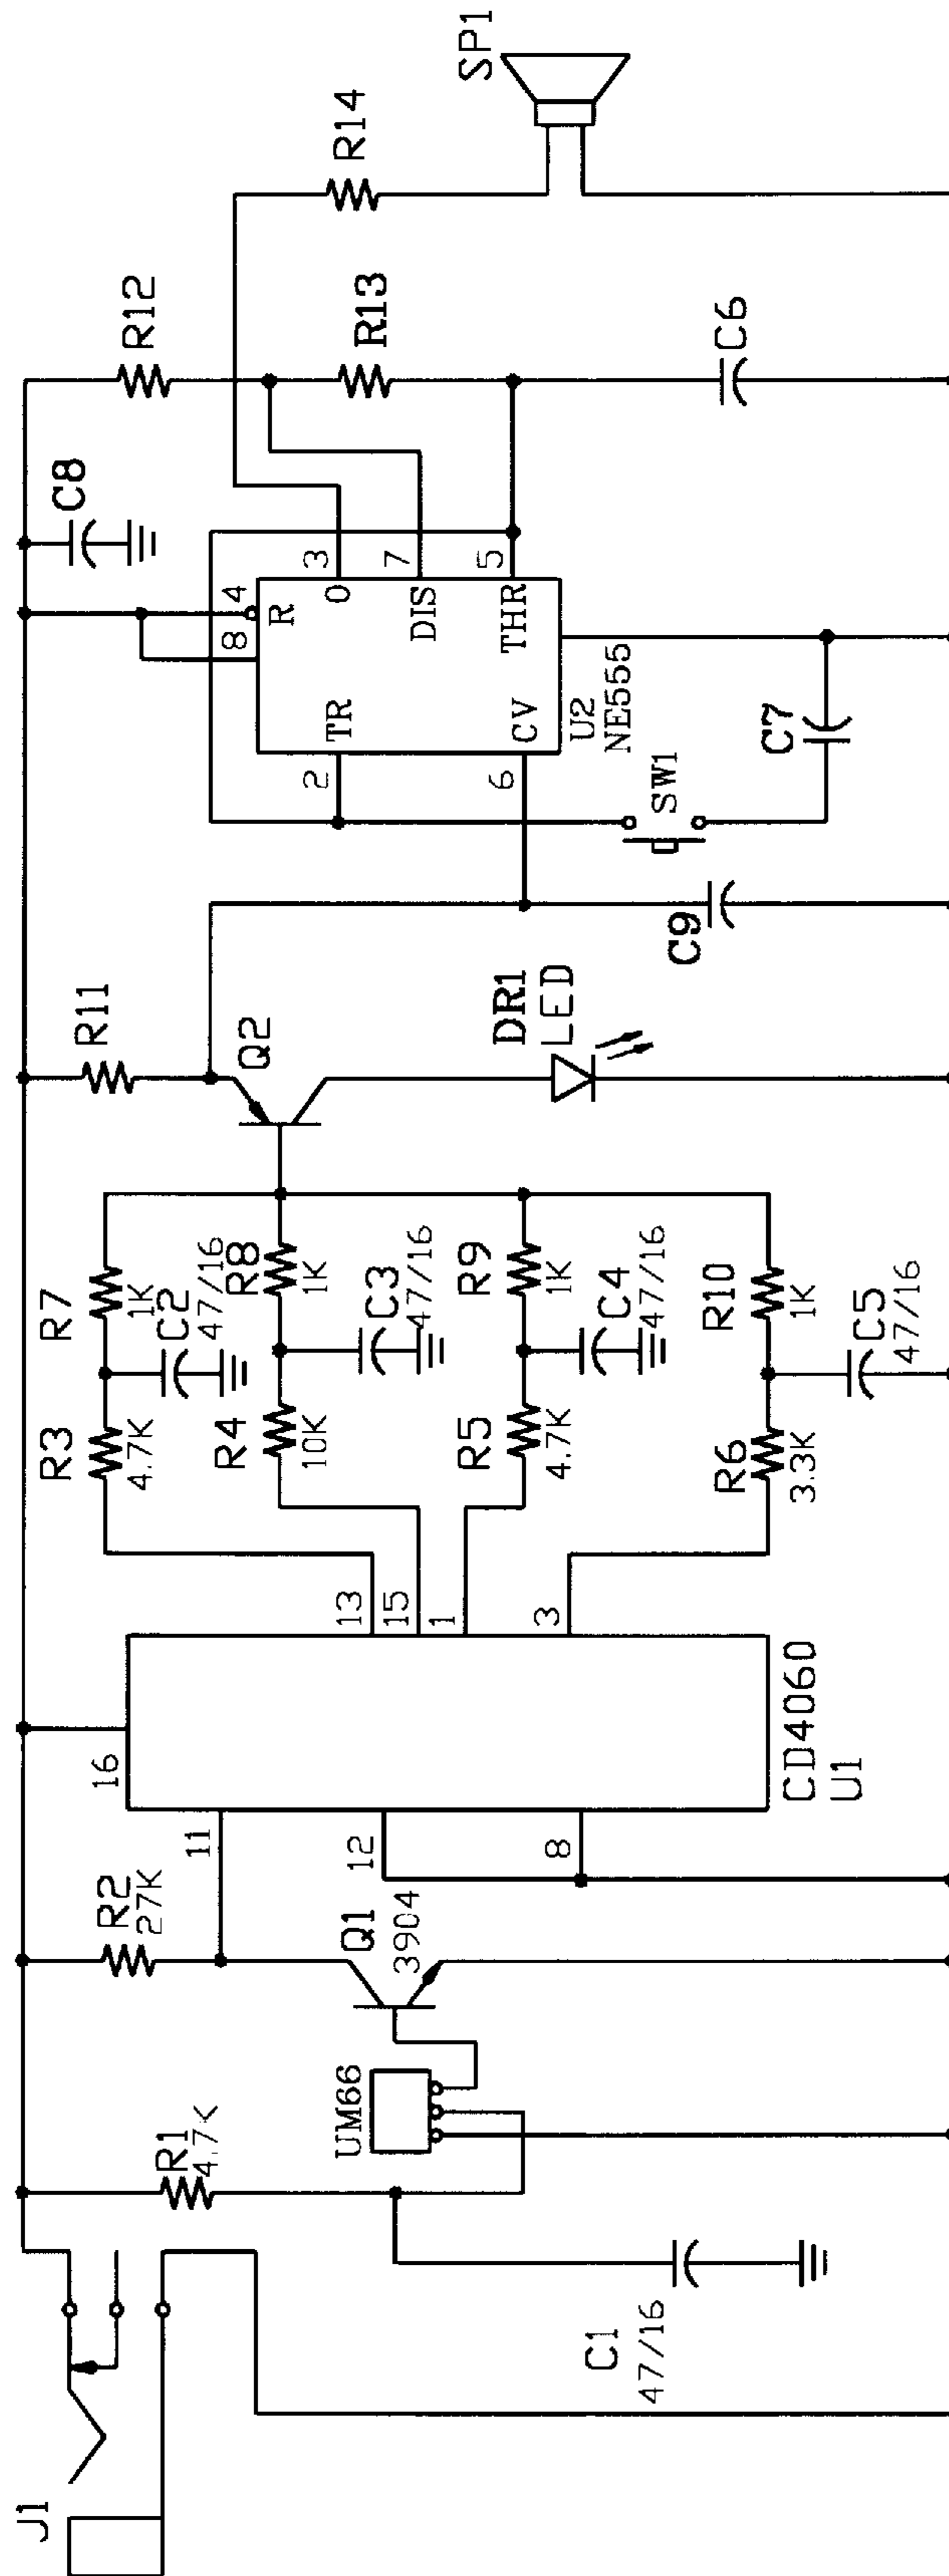 J1
R1
4.7K
C1
47/16
UM66
Q1
3904
R2
27K
11
12
8
16
CD4060
U1
13
15
1
3
R3
4.7K
R7
1K
C2
47/16
R4
10K
R8
1K
C3
47/16
R5
4.7K
R9
1K
C4
47/16
R6
3.3K
R10
1K
C5
47/16
Q2
R11
DR1
LED
C9
SW1
C7
2
TR
6
CV
8
4
R
3
O
7
DIS
5
THR
U2
NE555
C8
R12
R13
C6
R14
SP1